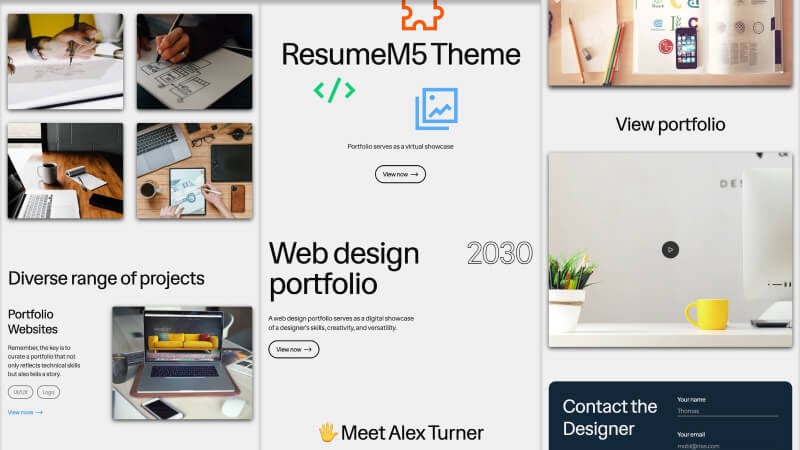 Diverse range of projects
Portfolio
Websites
Remember, the key is to
curate a portfolio that not
only reflects technical skills
but also tells a story.
UI/UX
Logo
View more →
ResumeM5 Theme
</>
Portfolio serves as a virtual showcase
View now →
Web design
portfolio
2030
A web design portfolio serves as a digital showcase
of a designer's skills, creativity, and versatility.
View now →
Meet Alex Turner
LG
View portfolio
DES
Contact the
Designer
Your name
Thomas
Your email